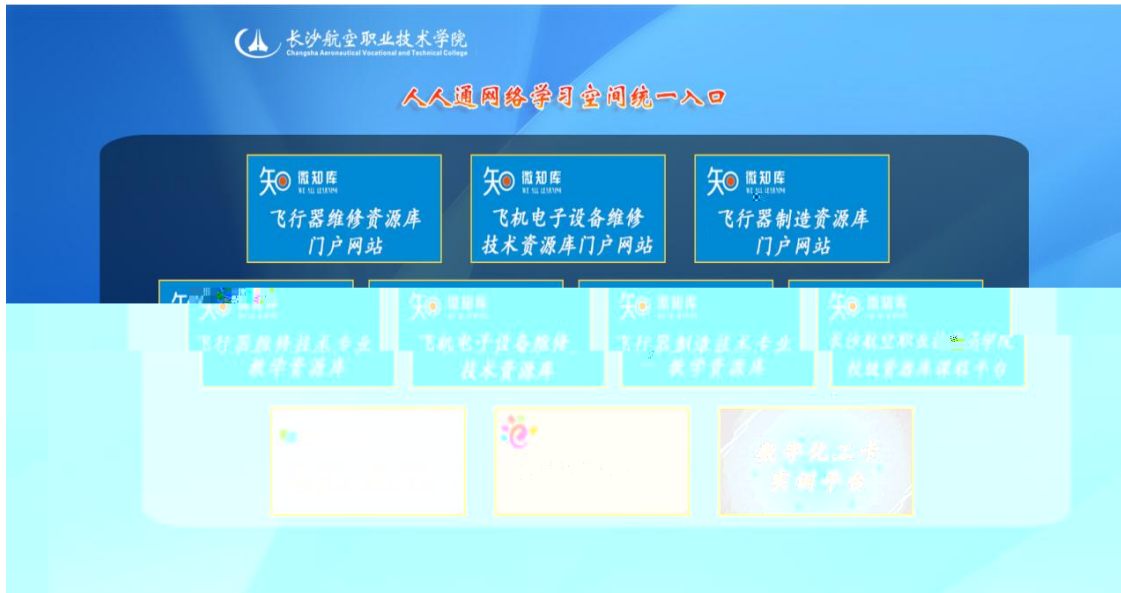 长沙航空职业技术学院
Changsha Aeronautical Vocational and Technical College
人人通网络学习空间统一入口
微知库
飞行器维修资源库
门户网站
微知库
飞机电子设备维修
技术资源库门户网站
微知库
飞行器制造资源库
门户网站
微知库
飞行器维修技术专业
教学资源库
微知库
飞机电子设备维修
技术资源库
微知库
飞行器制造技术专业
教学资源库
微知库
长沙航空职业技术学院
校级资源库课程平台
数字化工卡
实训平台